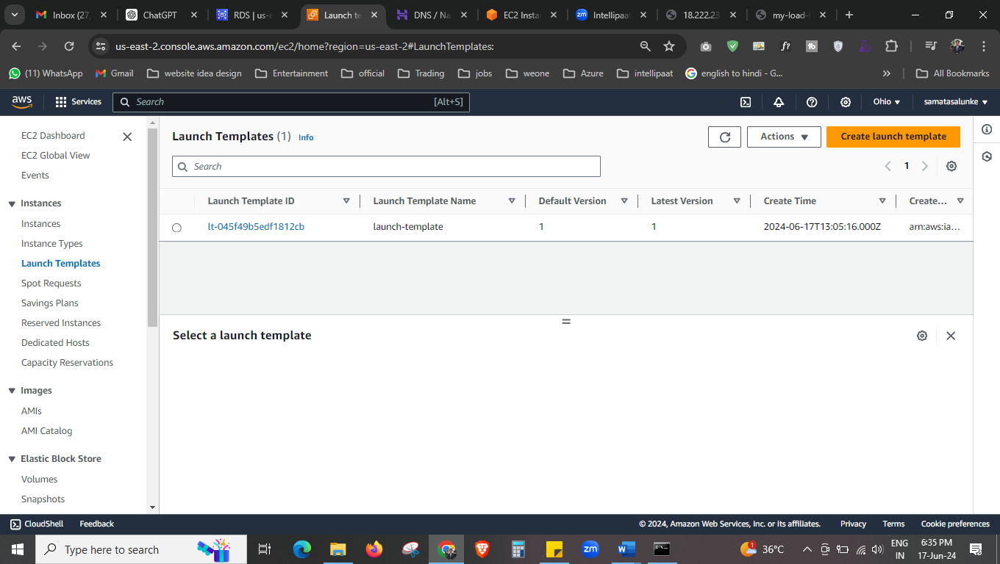 Inbox (27,
ChatGPT
RDS | us-e
Launch te
DNS / Na
EC2 Insta
Intellipaat
18.222.23
my-load-
us-east-2.console.aws.amazon.com/ec2/home?region=us-east-2#LaunchTemplates:
(11) WhatsApp
Gmail
website idea design
Entertainment
official
Trading
jobs
weone
Azure
intellipaat
english to hindi - G...
All Bookmarks
aws
Services
Search
[Alt+S]
Ohio
samatasalunke
EC2 Dashboard
EC2 Global View
Events
Instances
Instances
Instance Types
Launch Templates
Spot Requests
Savings Plans
Reserved Instances
Dedicated Hosts
Capacity Reservations
Images
AMIs
AMI Catalog
Elastic Block Store
Volumes
Snapshots
Launch Templates (1) Info
Actions
Create launch template
Search
1
Launch Template ID
Launch Template Name
Default Version
Latest Version
Create Time
Create...
lt-045f49b5edf1812cb
launch-template
1
1
2024-06-17T13:05:16.000Z
arn:aws:ia...
Select a launch template
CloudShell
Feedback
© 2024, Amazon Web Services, Inc. or its affiliates.
Privacy
Terms
Cookie preferences
Type here to search
zm
1
36°C
ENG
IN
6:35 PM
17-Jun-24